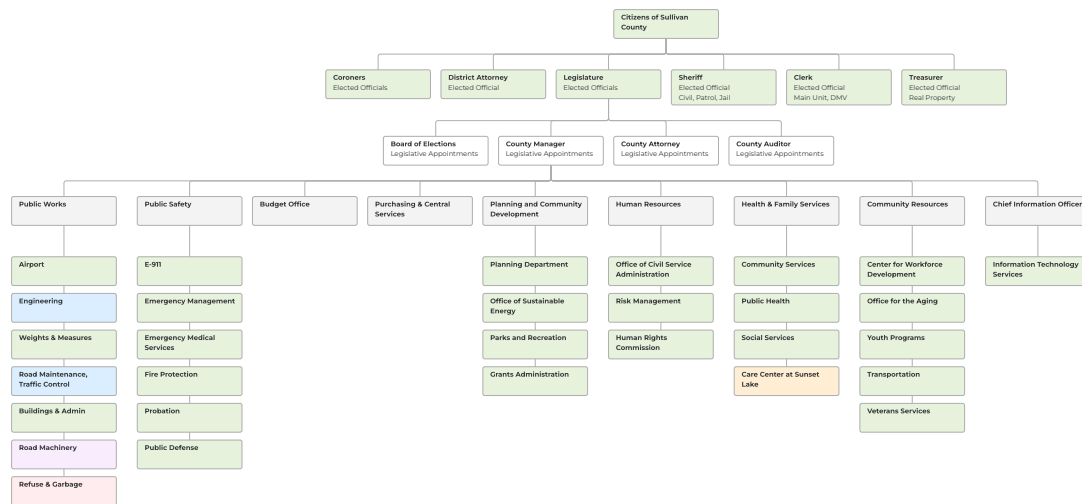 Citizens of Sullivan
County
Coroners
Elected Officials
District Attorney
Elected Official
Legislature
Elected Officials
Sheriff
Elected Official
Civil, Patrol, Jail
Clerk
Elected Official
Main Unit, DMV
Treasurer
Elected Official
Real Property
Board of Elections
Legislative Appointments
County Manager
Legislative Appointments
County Attorney
Legislative Appointments
County Auditor
Legislative Appointments
Public Works
Public Safety
Budget Office
Purchasing & Central
Services
Planning and Community
Development
Human Resources
Health & Family Services
Community Resources
Chief Information Officer
Airport
Engineering
Weights & Measures
Road Maintenance,
Traffic Control
Buildings & Admin
Road Machinery
Refuse & Garbage
E-911
Emergency Management
Emergency Medical
Services
Fire Protection
Probation
Public Defense
Planning Department
Office of Sustainable
Energy
Parks and Recreation
Grants Administration
Office of Civil Service
Administration
Risk Management
Human Rights
Commission
Community Services
Public Health
Social Services
Care Center at Sunset
Lake
Center for Workforce
Development
Office for the Aging
Youth Programs
Transportation
Veterans Services
Information Technology
Services